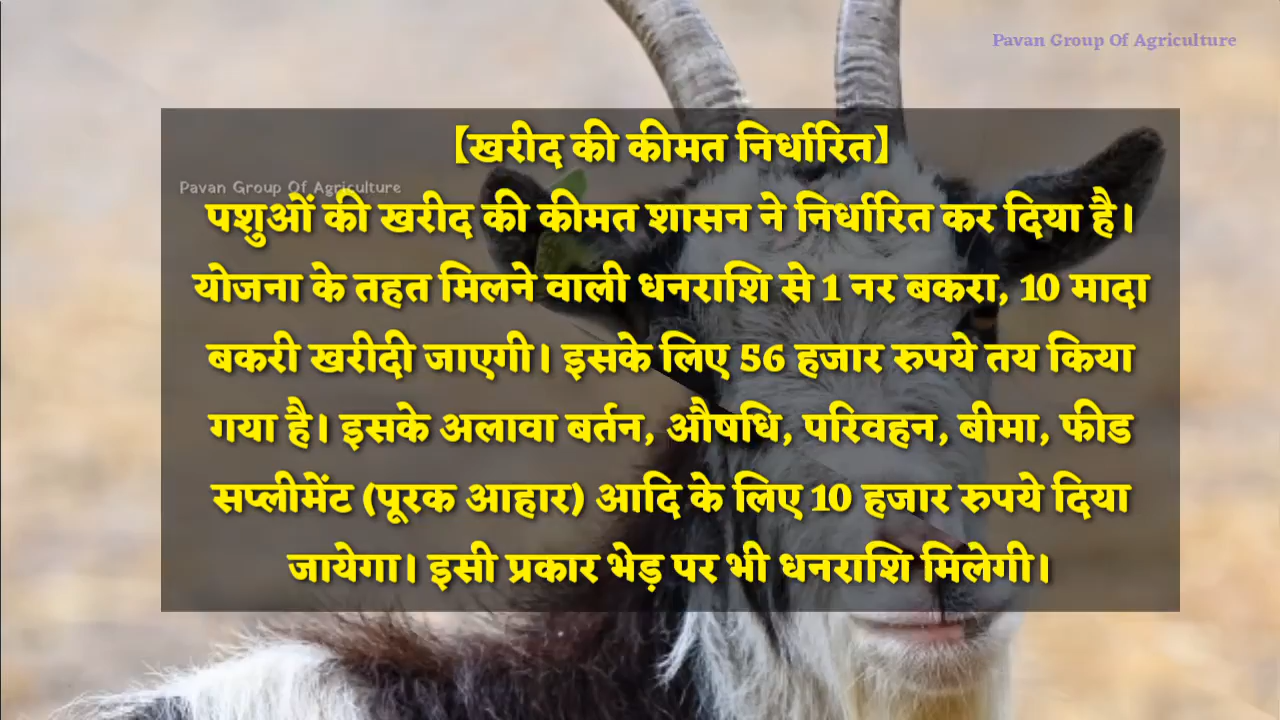 Pavan Group Of Agriculture
【खरीद की कीमत निर्धारित】
Pavan Group Of Agriculture
पशुओं की खरीद की कीमत शासन ने निर्धारित कर दिया है।
योजना के तहत मिलने वाली धनराशि से 1 नर बकरा, 10 मादा
बकरी खरीदी जाएगी। इसके लिए 56 हजार रुपये तय किया
गया है। इसके अलावा बर्तन, औषधि, परिवहन, बीमा, फीड
सप्लीमेंट (पूरक आहार) आदि के लिए 10 हजार रुपये दिया
जायेगा। इसी प्रकार भेड़ पर भी धनराशि मिलेगी।